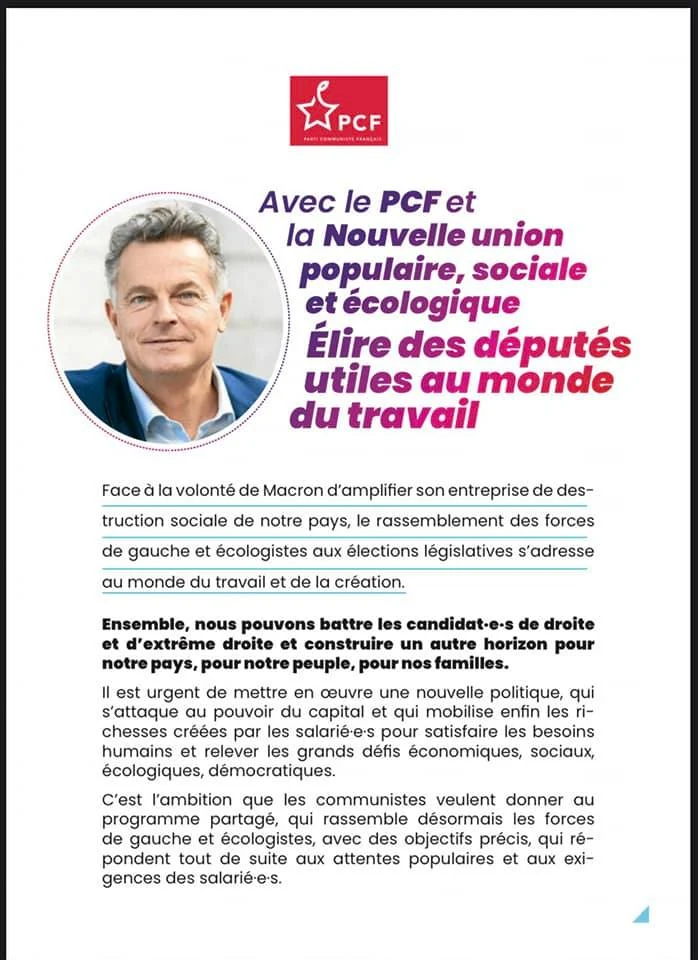 PCF
PARTI COMMUNISTE FRANÇAIS
Avec le PCF et
la Nouvelle union
populaire, sociale
et écologique
Élire des députés
utiles au monde
du travail
Face à la volonté de Macron d’amplifier son entreprise de des-
truction sociale de notre pays, le rassemblement des forces
de gauche et écologistes aux élections législatives s’adresse
au monde du travail et de la création.
Ensemble, nous pouvons battre les candidat·e·s de droite
et d’extrême droite et construire un autre horizon pour
notre pays, pour notre peuple, pour nos familles.
Il est urgent de mettre en œuvre une nouvelle politique, qui
s’attaque au pouvoir du capital et qui mobilise enfin les ri-
chesses créées par les salarié·e·s pour satisfaire les besoins
humains et relever les grands défis économiques, sociaux,
écologiques, démocratiques.
C’est l’ambition que les communistes veulent donner au
programme partagé, qui rassemble désormais les forces
de gauche et écologistes, avec des objectifs précis, qui ré-
pondent tout de suite aux attentes populaires et aux exi-
gences des salarié·e·s.